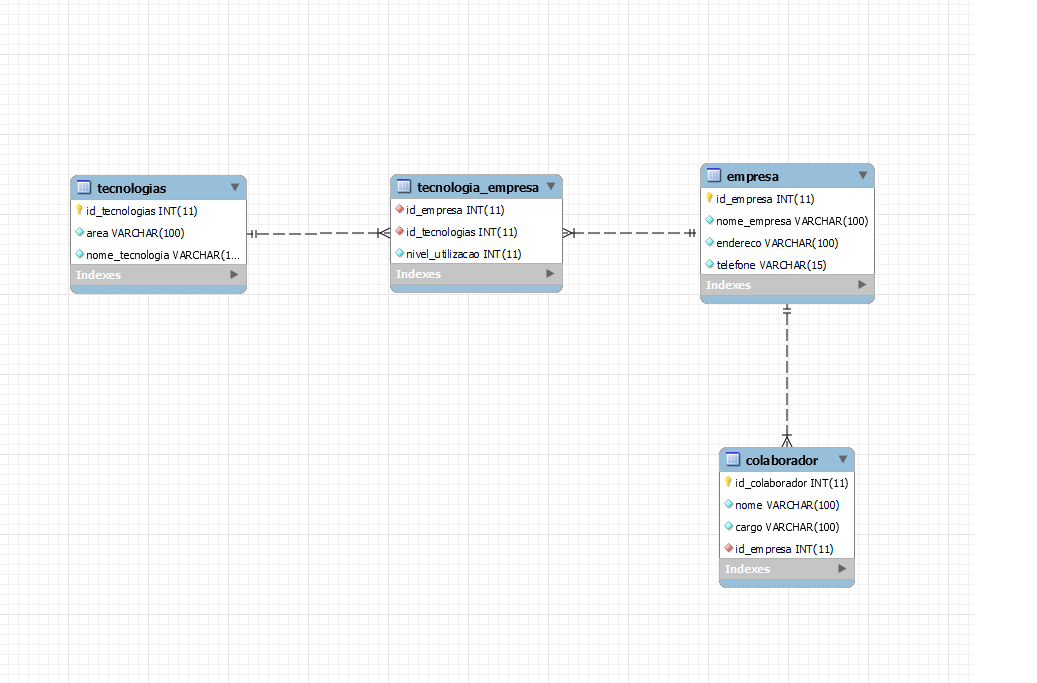 tecnologias
id_tecnologias INT(11)
area VARCHAR(100)
nome_tecnologia VARCHAR(1...
Indexes
tecnologia_empresa
id_empresa INT(11)
id_tecnologias INT(11)
nivel_utilizacao INT(11)
Indexes
empresa
id_empresa INT(11)
nome_empresa VARCHAR(100)
endereco VARCHAR(100)
telefone VARCHAR(15)
Indexes
colaborador
id_colaborador INT(11)
nome VARCHAR(100)
cargo VARCHAR(100)
id_empresa INT(11)
Indexes